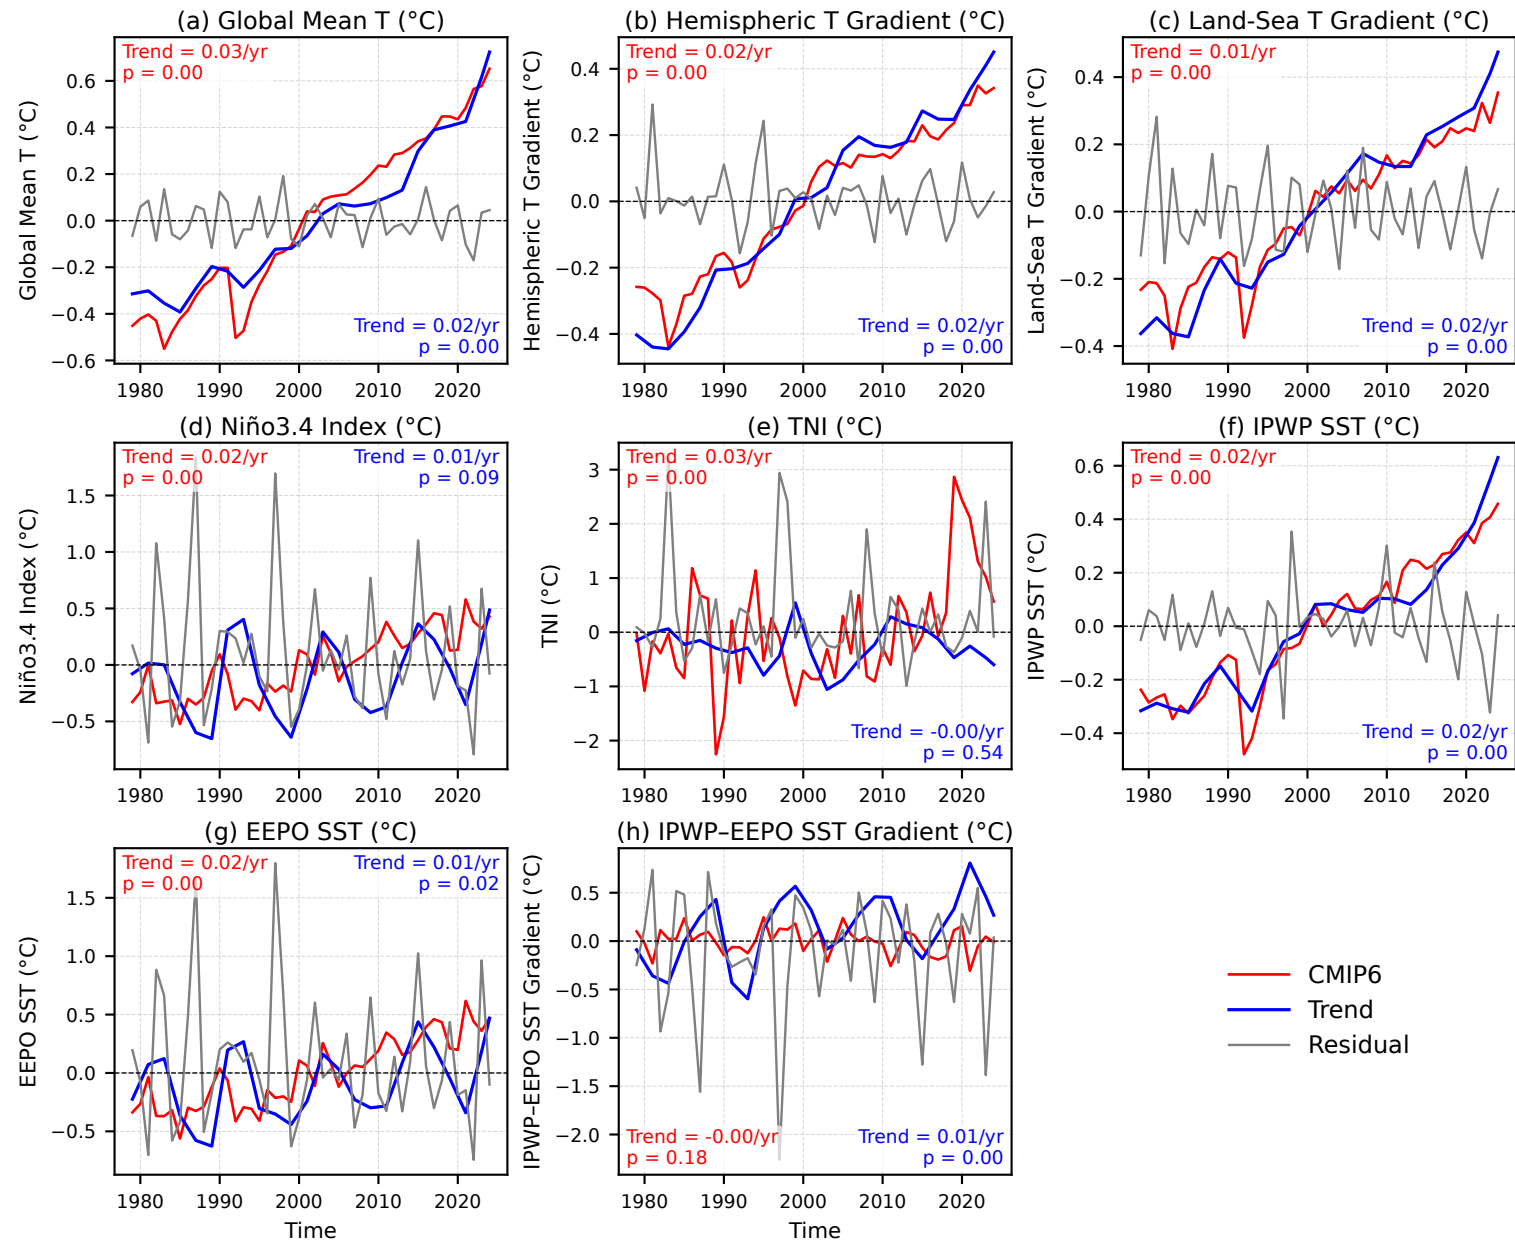 (a) Global Mean T (°C)
Trend = 0.03/yr
p = 0.00
Trend = 0.02/yr
p = 0.00
Global Mean T (°C)
0.6
0.4
0.2
0.0
−0.2
−0.4
−0.6
1980 1990 2000 2010 2020
(b) Hemispheric T Gradient (°C)
Trend = 0.02/yr
p = 0.00
Trend = 0.02/yr
p = 0.00
Hemispheric T Gradient (°C)
0.4
0.2
0.0
−0.2
−0.4
1980 1990 2000 2010 2020
(c) Land-Sea T Gradient (°C)
Trend = 0.01/yr
p = 0.00
Trend = 0.02/yr
p = 0.00
Land-Sea T Gradient (°C)
0.4
0.2
0.0
−0.2
−0.4
1980 1990 2000 2010 2020
(d) Niño3.4 Index (°C)
Trend = 0.02/yr
p = 0.00
Trend = 0.01/yr
p = 0.09
Niño3.4 Index (°C)
1.5
1.0
0.5
0.0
−0.5
1980 1990 2000 2010 2020
(e) TNI (°C)
Trend = 0.03/yr
p = 0.00
Trend = -0.00/yr
p = 0.54
TNI (°C)
3
2
1
0
−1
−2
1980 1990 2000 2010 2020
(f) IPWP SST (°C)
Trend = 0.02/yr
p = 0.00
Trend = 0.02/yr
p = 0.00
IPWP SST (°C)
0.6
0.4
0.2
0.0
−0.2
−0.4
1980 1990 2000 2010 2020
(g) EEPO SST (°C)
Trend = 0.02/yr
p = 0.00
Trend = 0.01/yr
p = 0.02
EEPO SST (°C)
1.5
1.0
0.5
0.0
−0.5
1980 1990 2000 2010 2020
Time
(h) IPWP–EEPO SST Gradient (°C)
Trend = -0.00/yr
p = 0.18
Trend = 0.01/yr
p = 0.00
IPWP–EEPO SST Gradient (°C)
0.5
0.0
−0.5
−1.0
−1.5
−2.0
1980 1990 2000 2010 2020
Time
CMIP6
Trend
Residual